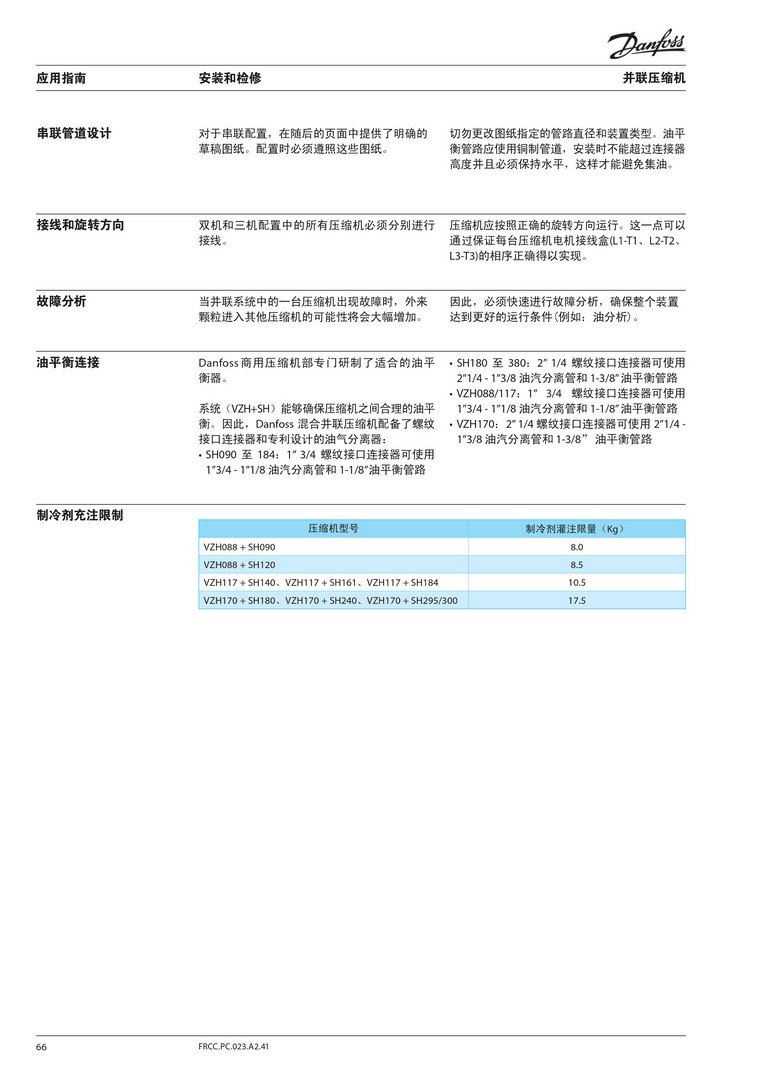 Danfoss
应用指南 安装和检修 并联压缩机
串联管道设计
对于串联配置，在随后的页面中提供了明确的
草稿图纸。配置时必须遵照这些图纸。
切勿更改图纸指定的管路直径和装置类型。油平
衡管路应使用铜制管道，安装时不能超过连接器
高度并且必须保持水平，这样才能避免集油。
接线和旋转方向
双机和三机配置中的所有压缩机必须分别进行
接线。
压缩机应按照正确的旋转方向运行。这一点可以
通过保证每台压缩机电机接线盒(L1-T1、L2-T2、
L3-T3)的相序正确得以实现。
故障分析
当并联系统中的一台压缩机出现故障时，外来
颗粒进入其他压缩机的可能性将会大幅增加。
因此，必须快速进行故障分析，确保整个装置
达到更好的运行条件(例如：油分析)。
油平衡连接
Danfoss商用压缩机部专门研制了适合的油平
衡器。
系统（VZH+SH）能够确保压缩机之间合理的油平
衡。因此，Danfoss 混合并联压缩机配备了螺纹
接口连接器和专利设计的油气分离器：
• SH090 至 184：1” 3/4 螺纹接口连接器可使用
1”3/4 - 1”1/8 油汽分离管和 1-1/8”油平衡管路
• SH180 至 380：2” 1/4 螺纹接口连接器可使用
2”1/4 - 1”3/8 油汽分离管和 1-3/8”油平衡管路
• VZH088/117：1” 3/4 螺纹接口连接器可使用
1”3/4 - 1”1/8 油汽分离管和 1-1/8”油平衡管路
• VZH170：2” 1/4 螺纹接口连接器可使用 2”1/4 -
1”3/8 油汽分离管和 1-3/8” 油平衡管路
制冷剂充注限制
压缩机型号 制冷剂灌注限量（Kg）
VZH088 + SH090 8.0
VZH088 + SH120 8.5
VZH117 + SH140、VZH117 + SH161、VZH117 + SH184 10.5
VZH170 + SH180、VZH170 + SH240、VZH170 + SH295/300 17.5
66 FRCC.PC.023.A2.41